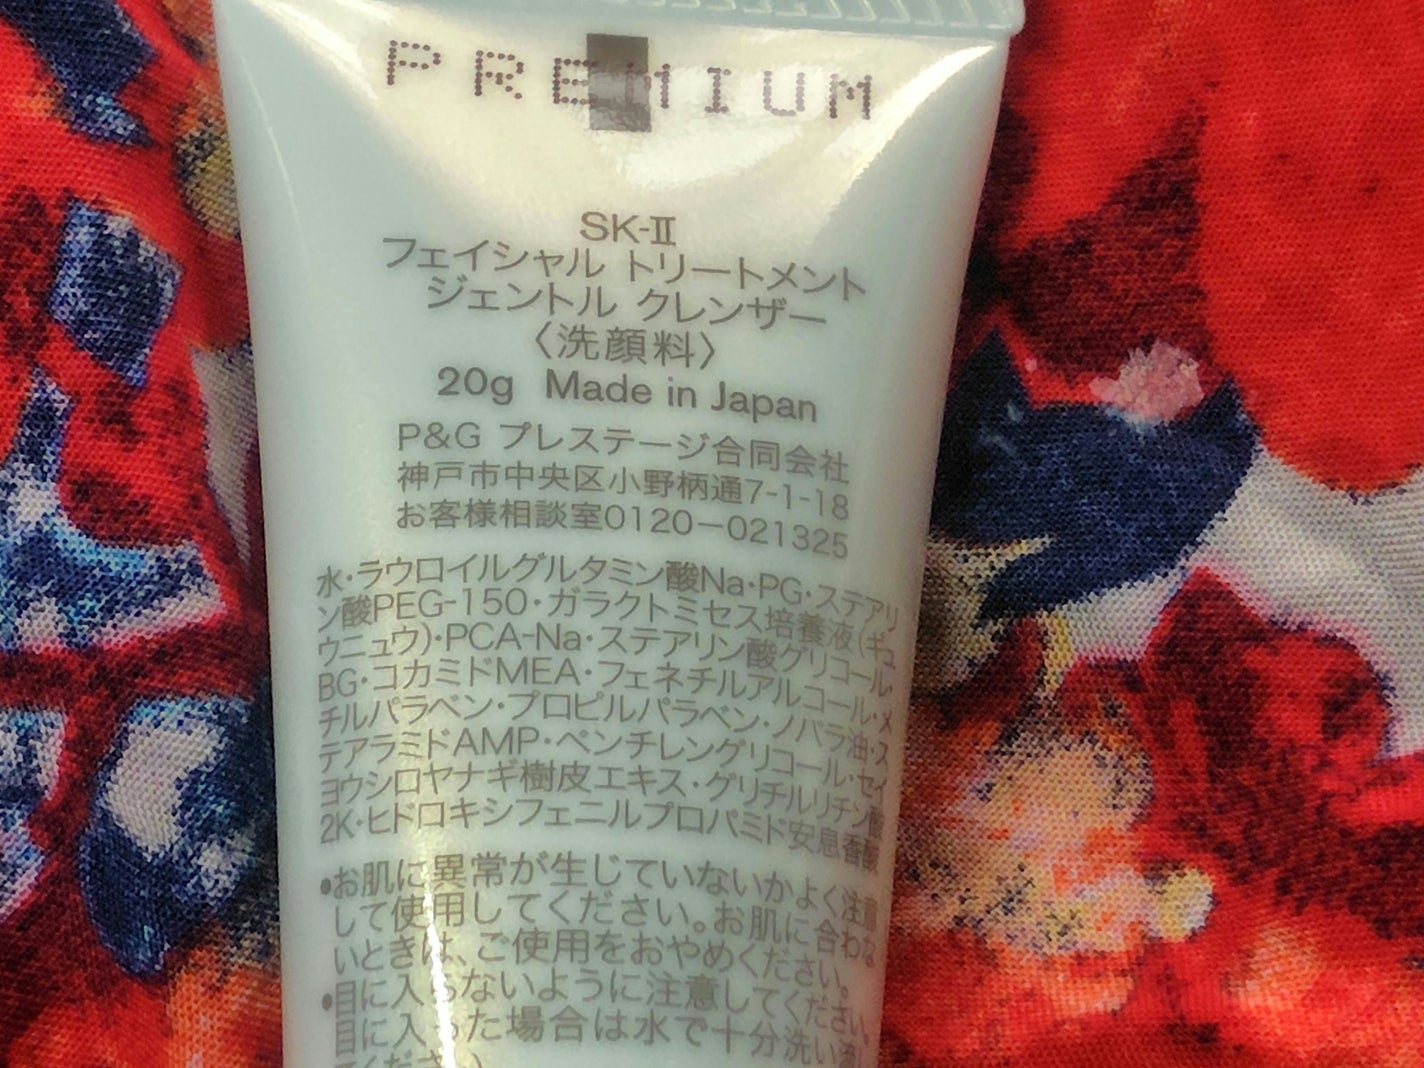 PREMIUM
SK-Ⅱ
フェイシャル トリートメント
ジェントル クレンザー
〈洗顔料〉
20g Made in Japan
P&G プレステージ合同会社
神戸市中央区小野柄通7-1-18
お客様相談室0120－021325
水・ラウロイルグルタミン酸Na・PG・ステアリ
ン酸PEG-150・ガラクトミセス培養液(ギュ
ウニュウ)・PCA-Na・ステアリン酸グリコール・
BG・コカミドMEA・フェネチルアルコール・メ
チルパラベン・プロピルパラベン・ノバラ油・ス
テアラミドAMP・ペンチレングリコール・セイ
ヨウシロヤナギ樹皮エキス・グリチルリチン酸
2K・ヒドロキシフェニルプロパミド安息香酸
•お肌に異常が生じていないかよく注意
して使用してください。お肌に合わな
いときは、ご使用をおやめください。
•目に入らないように注意してください。
目に入った場合は水で十分洗い流し
てください。